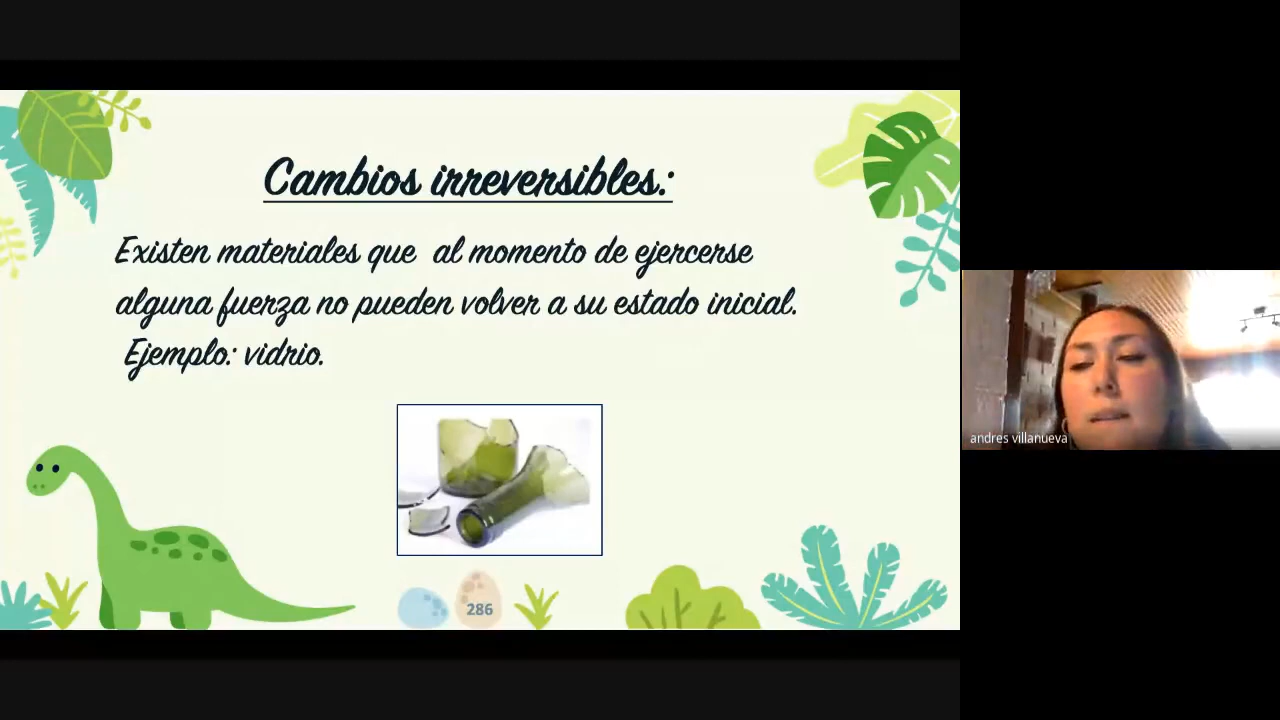 Cambios irreversibles:
Existen materiales que al momento de ejercerse
alguna fuerza no pueden volver a su estado inicial.
Ejemplo: vidrio.
286
andres villanueva